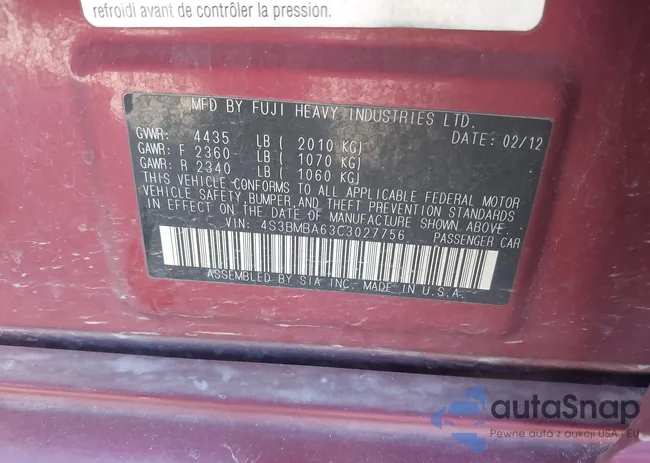 refroidi avant de contrôler la pression.
MFD BY FUJI HEAVY INDUSTRIES LTD.
GVWR: 4435 LB ( 2010 KG) DATE: 02/12
GAWR: F 2360 LB ( 1070 KG)
GAWR: R 2340 LB ( 1060 KG)
THIS VEHICLE CONFORMS TO ALL APPLICABLE FEDERAL MOTOR
VEHICLE SAFETY,BUMPER,AND THEFT PREVENTION STANDARDS
IN EFFECT ON THE DATE OF MANUFACTURE SHOWN ABOVE.
VIN: 4S3BMBA63C3027756 PASSENGER CAR
ASSEMBLED BY SIA INC. MADE IN U.S.A.
autoSnap
Pewne auta z aukcji USA i EU